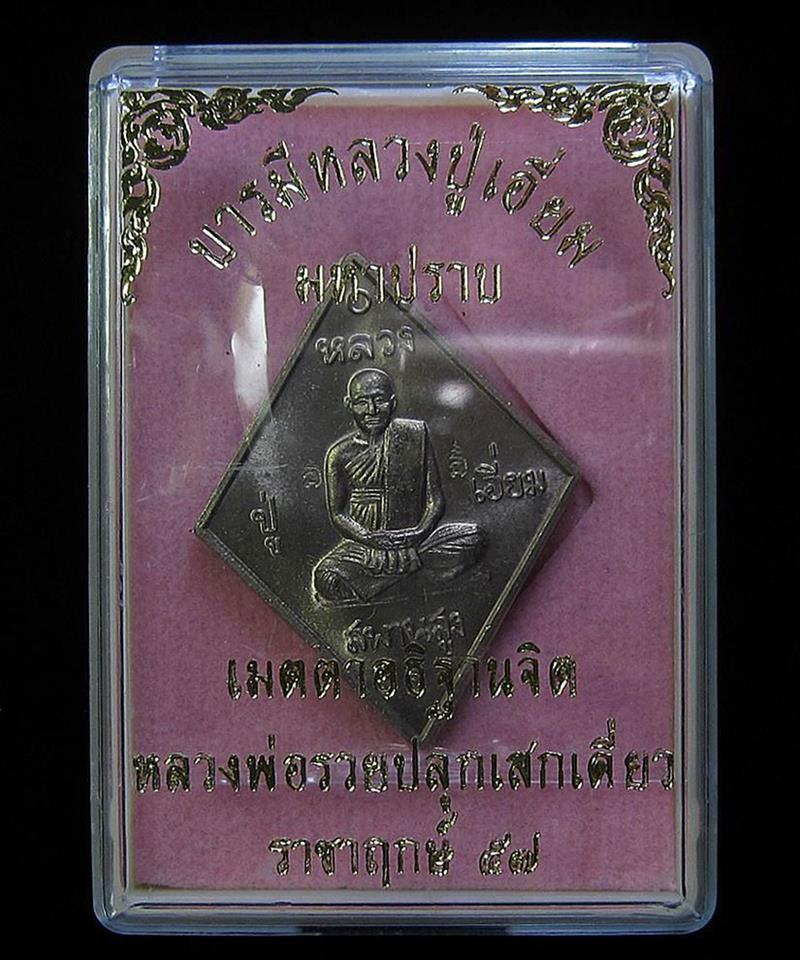 บารมีหลวงปู่เอี่ยม
มหาปราบ
หลวง
ปู่
เอี่ยม
สพานสูง
เมตตาอธิฐานจิต
หลวงพ่อรวยปลุกเสกเดี่ยว
ราชาฤกษ์ ๕๗